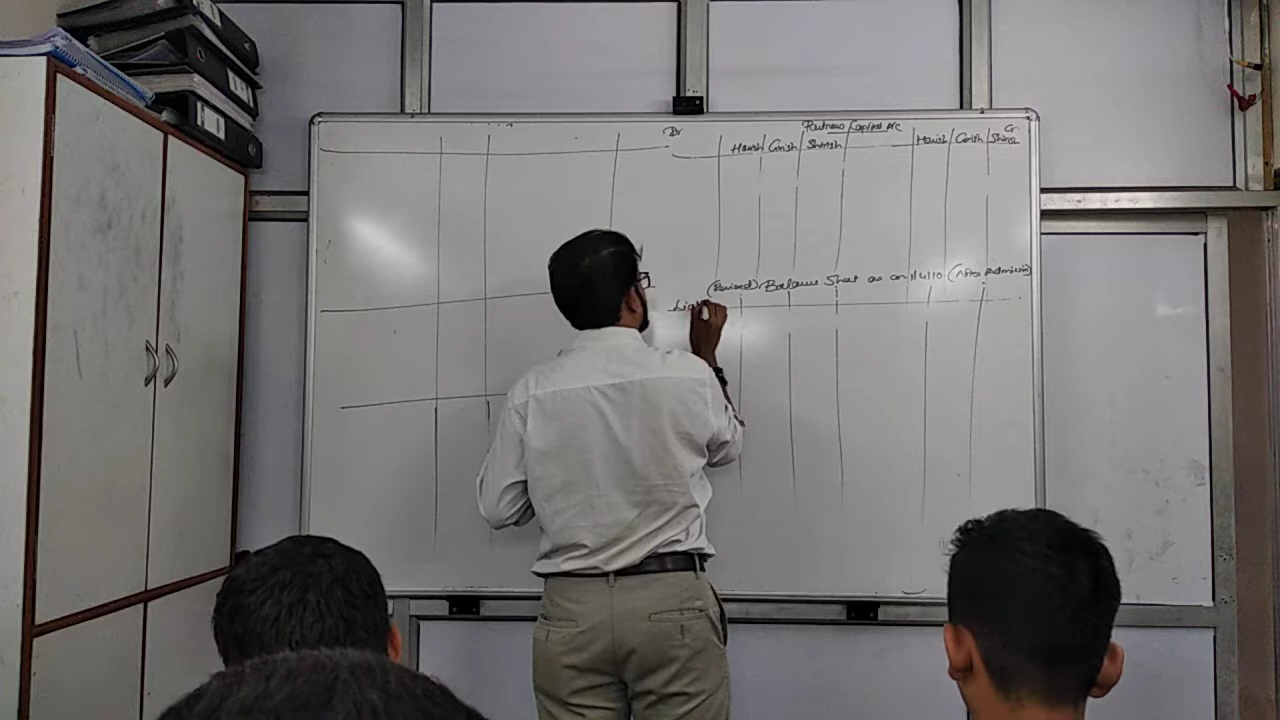 Dr Partners Capital A/c Cr
Harish Girish Shirish Harish Girish Shirish
(Revised) Balance Sheet as on 1/4/10 (After Admission)
Liab